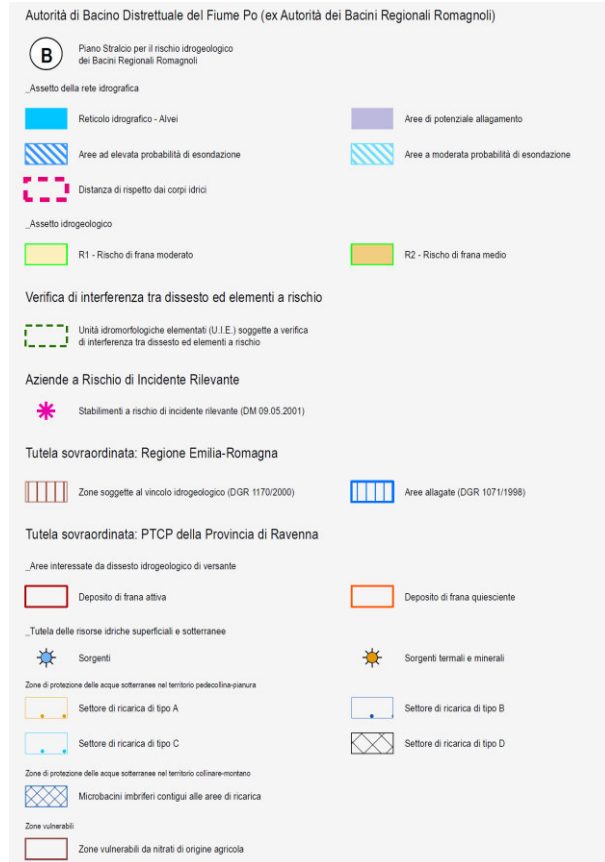 Autorità di Bacino Distrettuale del Fiume Po (ex Autorità dei Bacini Regionali Romagnoli)
B
Piano Stralcio per il rischio idrogeologico
dei Bacini Regionali Romagnoli
_Assetto della rete idrografica
Reticolo idrografico - Alvei
Aree di potenziale allagamento
Aree ad elevata probabilità di esondazione
Aree a moderata probabilità di esondazione
Distanza di rispetto dai corpi idrici
_Assetto idrogeologico
R1 - Rischo di frana moderato
R2 - Rischo di frana medio
Verifica di interferenza tra dissesto ed elementi a rischio
Unità idromorfologiche elementati (U.I.E.) soggette a verifica
di interferenza tra dissesto ed elementi a rischio
Aziende a Rischio di Incidente Rilevante
Stabilimenti a rischio di incidente rilevante (DM 09.05.2001)
Tutela sovraordinata: Regione Emilia-Romagna
Zone soggette al vincolo idrogeologico (DGR 1170/2000)
Aree allagate (DGR 1071/1998)
Tutela sovraordinata: PTCP della Provincia di Ravenna
_Aree interessate da dissesto idrogeologico di versante
Deposito di frana attiva
Deposito di frana quiesciente
_Tutela delle risorse idriche superficiali e sotterranee
Sorgenti
Sorgenti termali e minerali
Zone di protezione delle acque sotterranee nel territorio pedecollina-pianura
Settore di ricarica di tipo A
Settore di ricarica di tipo B
Settore di ricarica di tipo C
Settore di ricarica di tipo D
Zone di protezione delle acque sotterranee nel territorio collinare-montano
Microbacini imbriferi contigui alle aree di ricarica
Zone vulnerabili
Zone vulnerabili da nitrati di origine agricola